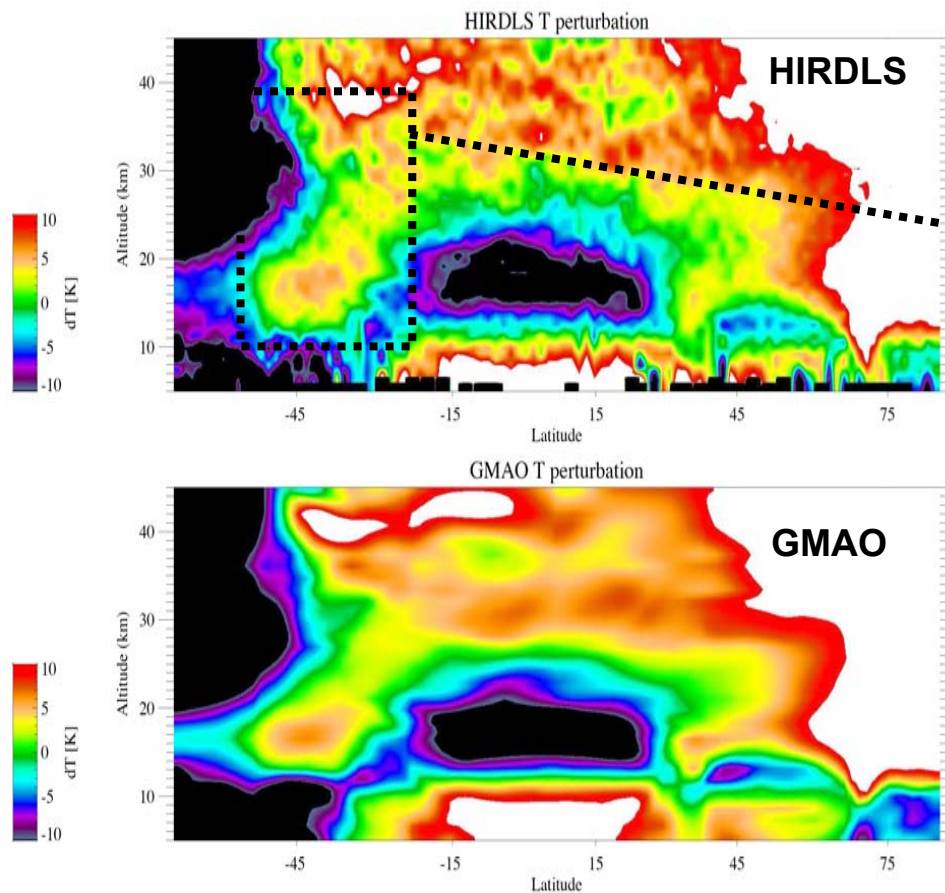 HIRDLS T perturbation
HIRDLS
40
30
20
10
Altitude (km)
10
5
0
-5
-10
dT [K]
-45
-15
15
45
75
Latitude
GMAO T perturbation
GMAO
40
30
20
10
Altitude (km)
10
5
0
-5
-10
dT [K]
-45
-15
15
45
75
Latitude